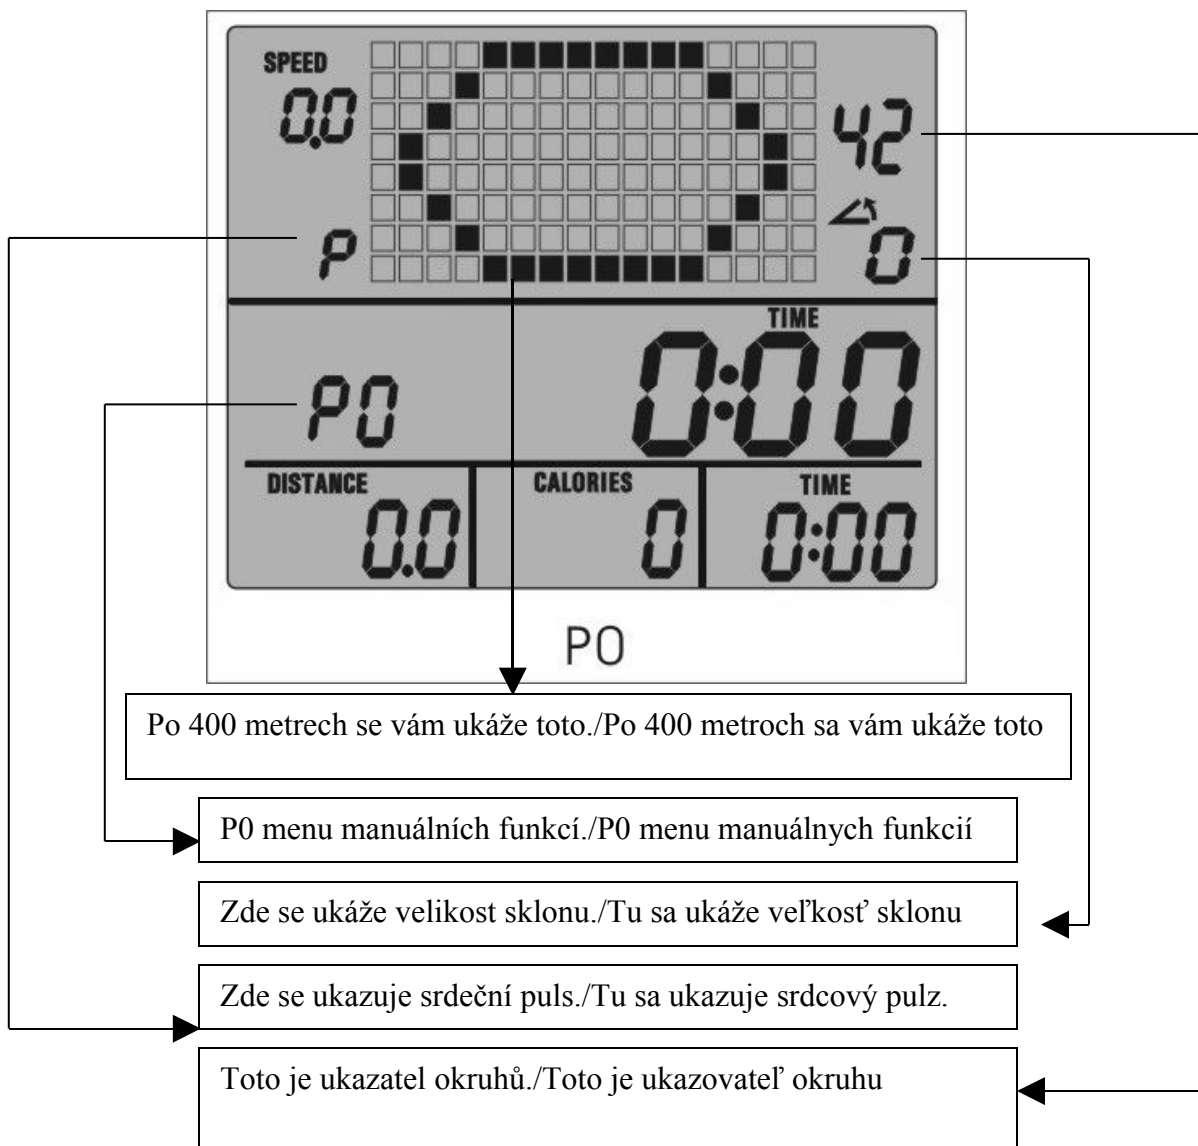 SPEED
0.0
42
P
0
TIME
P0
0:00
DISTANCE
CALORIES
TIME
0.0
0
0:00
P0
Po 400 metrech se vám ukáže toto./Po 400 metroch sa vám ukáže toto
P0 menu manuálních funkcí./P0 menu manuálnych funkcií
Zde se ukáže velikost sklonu./Tu sa ukáže veľkosť sklonu
Zde se ukazuje srdeční puls./Tu sa ukazuje srdcový pulz.
Toto je ukazatel okruhů./Toto je ukazovateľ okruhu